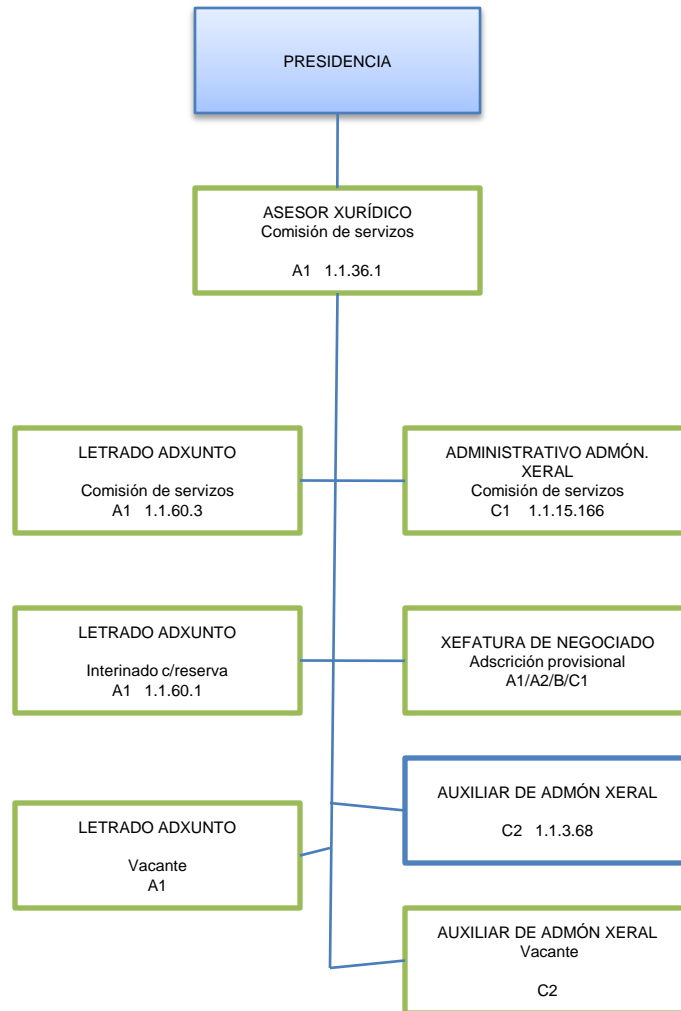 PRESIDENCIA
ASESOR XURÍDICO
Comisión de servizos
A1 1.1.36.1
LETRADO ADXUNTO
Comisión de servizos
A1 1.1.60.3
ADMINISTRATIVO ADMÓN.
XERAL
Comisión de servizos
C1 1.1.15.166
LETRADO ADXUNTO
Interinado c/reserva
A1 1.1.60.1
XEFATURA DE NEGOCIADO
Adscrición provisional
A1/A2/B/C1
AUXILIAR DE ADMÓN XERAL
C2 1.1.3.68
LETRADO ADXUNTO
Vacante
A1
AUXILIAR DE ADMÓN XERAL
Vacante
C2